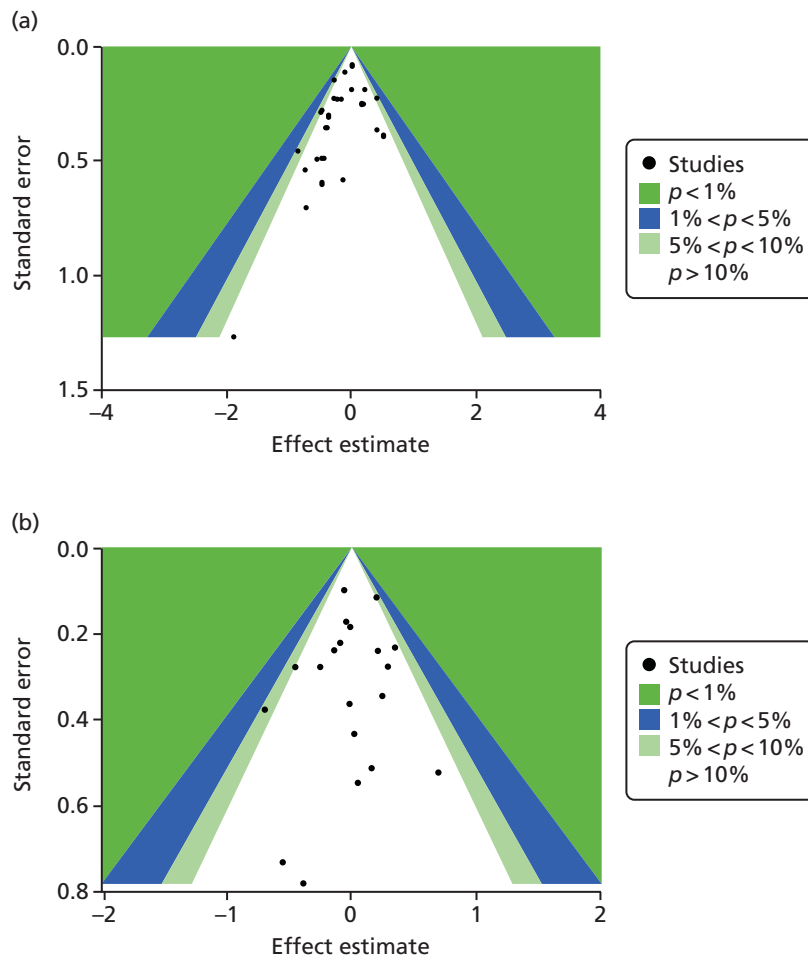 (a)
0.0
0.5
1.0
1.5
Standard error
−4
−2
0
2
4
Effect estimate
Studies
p < 1%
1% < p < 5%
5% < p < 10%
p > 10%
(b)
0.0
0.2
0.4
0.6
0.8
Standard error
−2
−1
0
1
2
Effect estimate
Studies
p < 1%
1% < p < 5%
5% < p < 10%
p > 10%